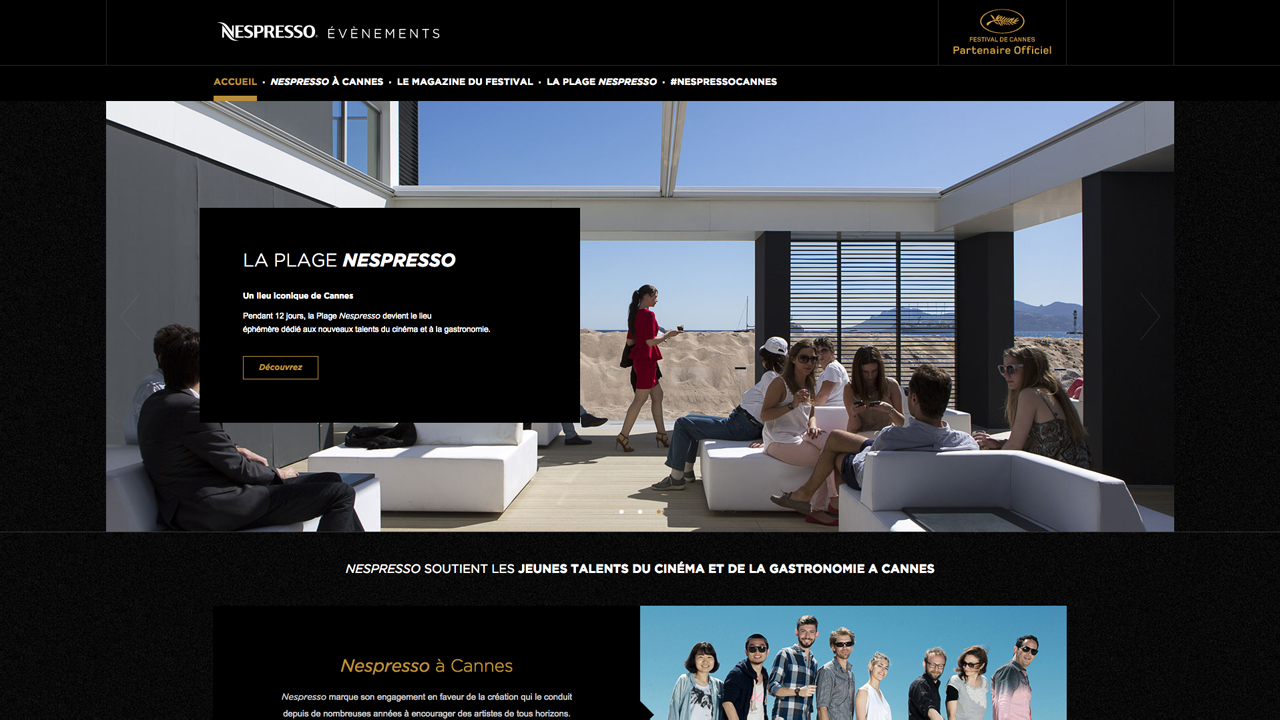 NESPRESSO ÉVÈNEMENTS
FESTIVAL DE CANNES
Partenaire Officiel
ACCUEIL • NESPRESSO À CANNES • LE MAGAZINE DU FESTIVAL • LA PLAGE NESPRESSO • #NESPRESSOCANNES
LA PLAGE NESPRESSO
Un lieu iconique de Cannes
Pendant 12 jours, la Plage Nespresso devient le lieu
éphémère dédié aux nouveaux talents du cinéma et à la gastronomie.
Découvrez
NESPRESSO SOUTIENT LES JEUNES TALENTS DU CINÉMA ET DE LA GASTRONOMIE A CANNES
Nespresso à Cannes
Nespresso marque son engagement en faveur de la création qui le conduit
depuis de nombreuses années à encourager des artistes de tous horizons.